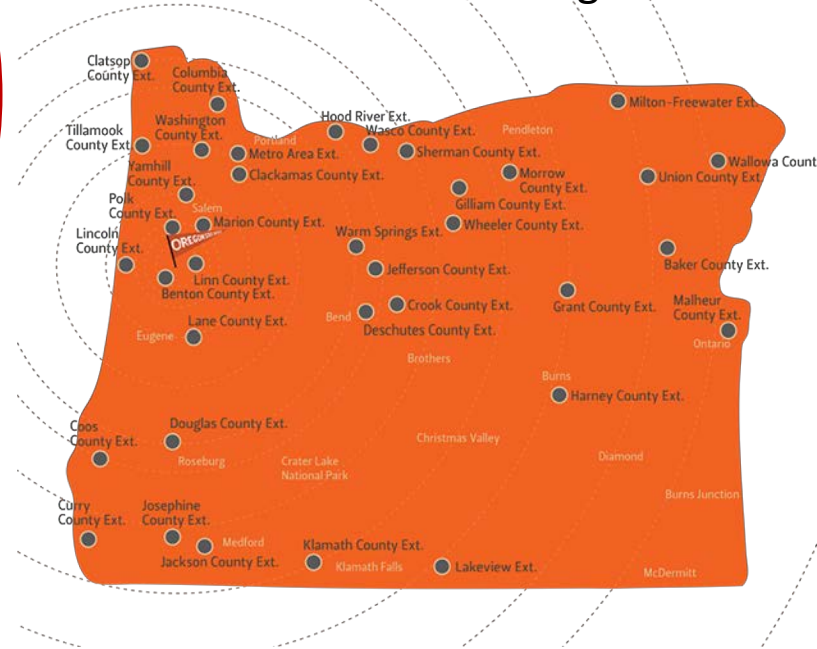 Clatsop
County Ext.
Columbia
County Ext.
Milton-Freewater Ext.
Hood River Ext.
Washington
County Ext.
Tillamook
County Ext.
Portland
Wasco County Ext.
Pendleton
Metro Area Ext.
Sherman County Ext.
Wallowa Count
Yamhill
County Ext.
Clackamas County Ext.
Morrow
County Ext.
Union County Ext.
Gilliam County Ext.
Polk
County Ext.
Salem
Marion County Ext.
Wheeler County Ext.
Lincoln
County Ext.
OREGON
Warm Springs Ext.
Linn County Ext.
Benton County Ext.
Jefferson County Ext.
Baker County Ext.
Crook County Ext.
Grant County Ext.
Malheur
County Ext.
Lane County Ext.
Bend
Deschutes County Ext.
Eugene
Ontario
Brothers
Burns
Harney County Ext.
Coos
County Ext.
Douglas County Ext.
Christmas Valley
Roseburg
Crater Lake
National Park
Diamond
Burns Junction
Curry
County Ext.
Josephine
County Ext.
Medford
Jackson County Ext.
Klamath County Ext.
Klamath Falls
Lakeview Ext.
McDermitt